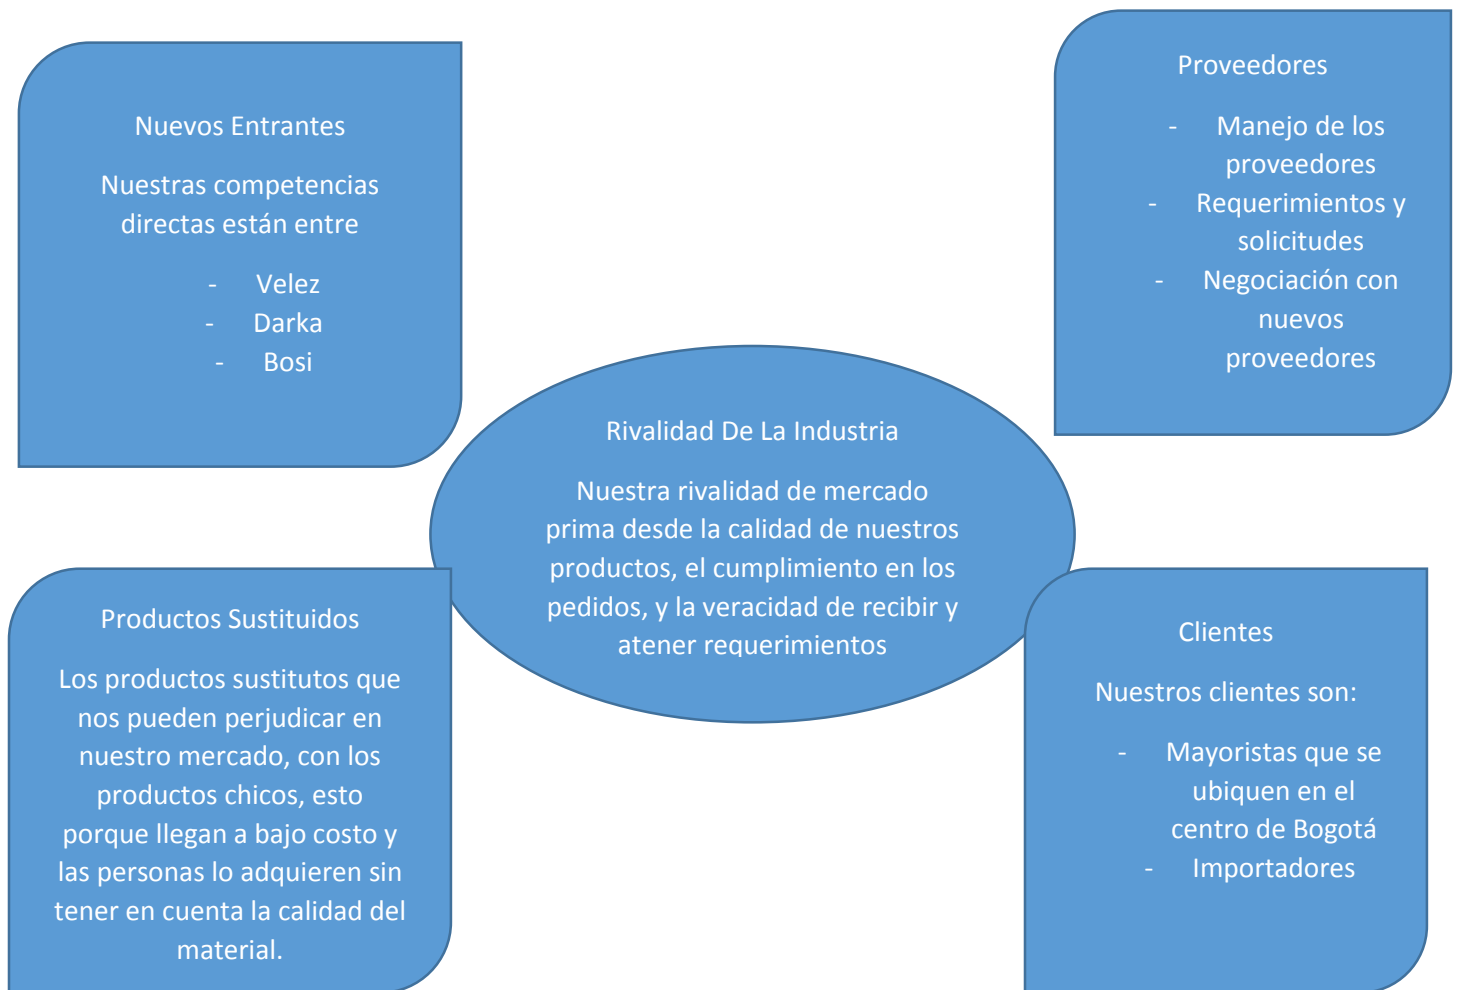 Nuevos Entrantes
Nuestras competencias
directas están entre
- Velez
- Darka
- Bosi
Proveedores
- Manejo de los
proveedores
- Requerimientos y
solicitudes
- Negociación con
nuevos
proveedores
Rivalidad De La Industria
Nuestra rivalidad de mercado
prima desde la calidad de nuestros
productos, el cumplimiento en los
pedidos, y la veracidad de recibir y
atener requerimientos
Productos Sustituidos
Los productos sustitutos que
nos pueden perjudicar en
nuestro mercado, con los
productos chicos, esto
porque llegan a bajo costo y
las personas lo adquieren sin
tener en cuenta la calidad del
material.
Clientes
Nuestros clientes son:
- Mayoristas que se
ubiquen en el
centro de Bogotá
- Importadores